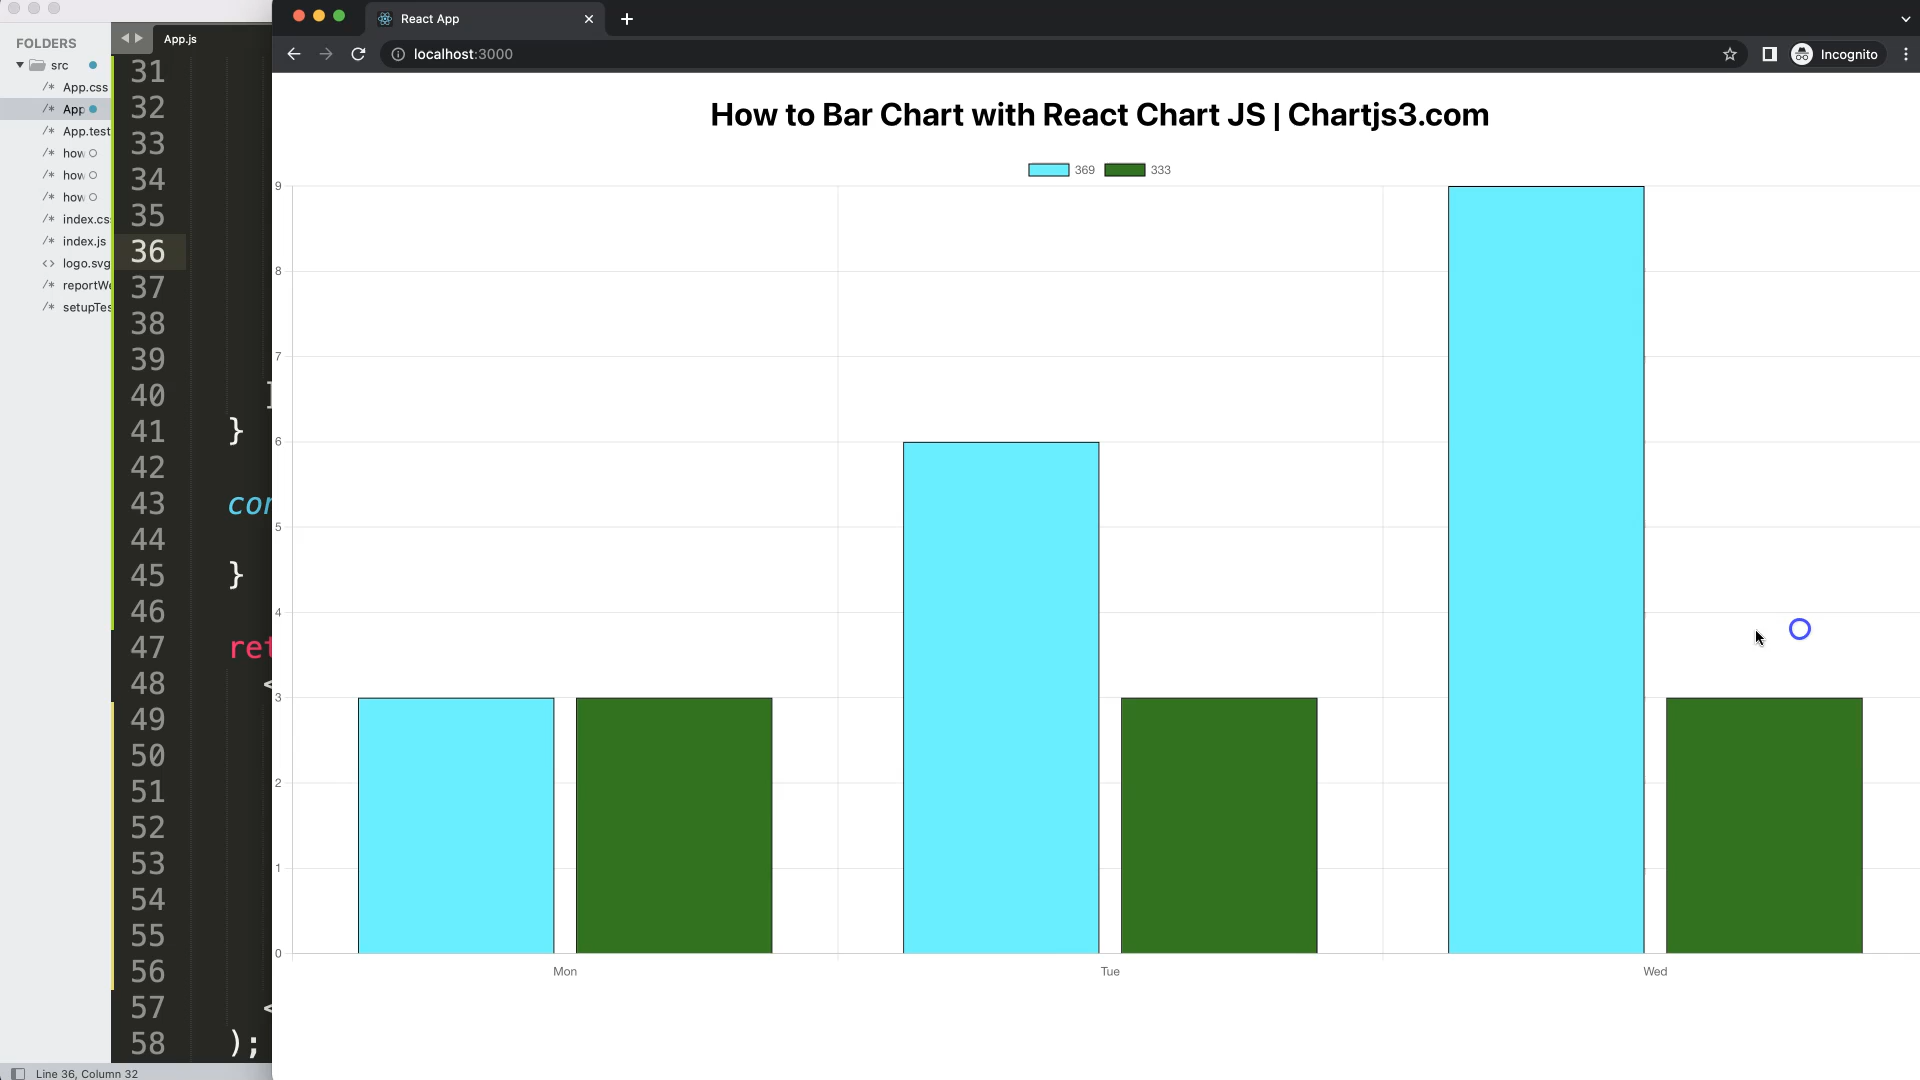 React App
App.js
localhost:3000
Incognito
FOLDERS
src
/* App.css
/* App
/* App.test
/* how
/* how
/* how
/* index.cs
/* index.js
<> logo.svg
/* reportWe
/* setupTes
31
32
33
34
35
36
37
38
39
40 ]
41 }
42
43 con
44
45 }
46
47 ret
48 <
49
50
51
52
53
54
55
56
57 <
58 );
Line 36, Column 32
How to Bar Chart with React Chart JS | Chartjs3.com
369 333
9
8
7
6
5
4
3
2
1
0
Mon Tue Wed